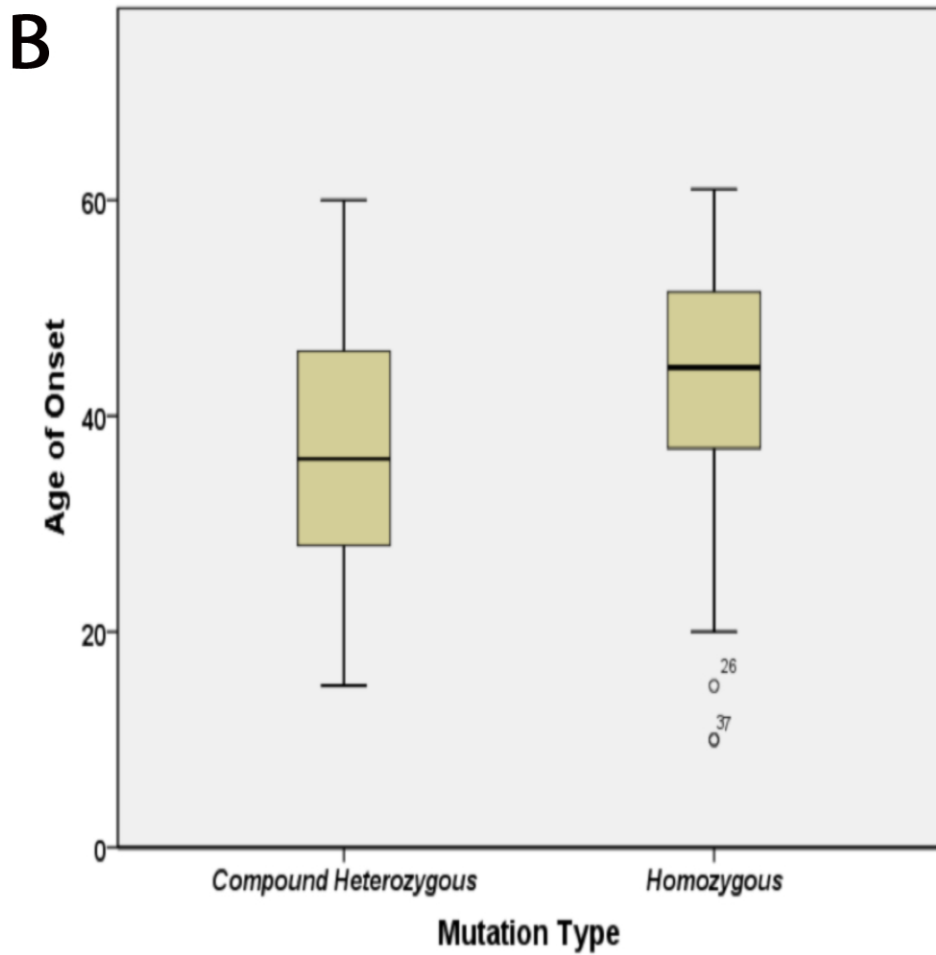 B
60
40
20
0
Age of Onset
26
37
Compound Heterozygous
Homozygous
Mutation Type